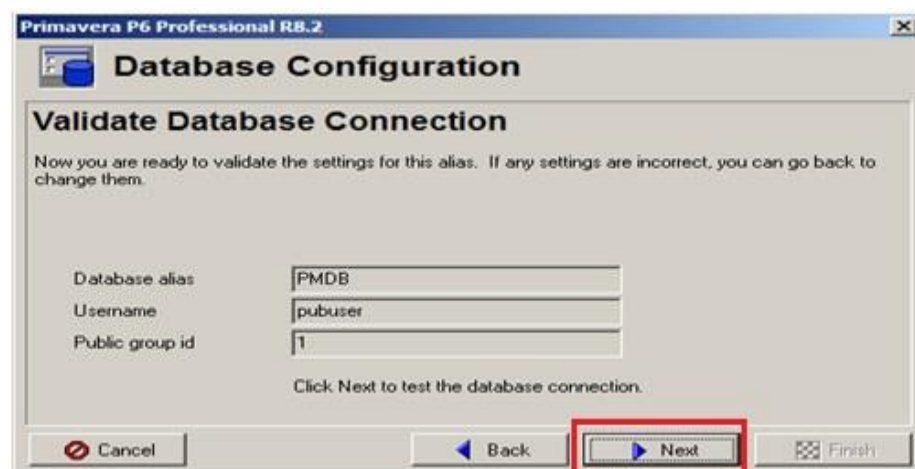 Primavera P6 Professional R8.2
Database Configuration
Validate Database Connection
Now you are ready to validate the settings for this alias. If any settings are incorrect, you can go back to
change them.
Database alias PMDB
Username pubuser
Public group id 1
Click Next to test the database connection.
Cancel Back Next Finish